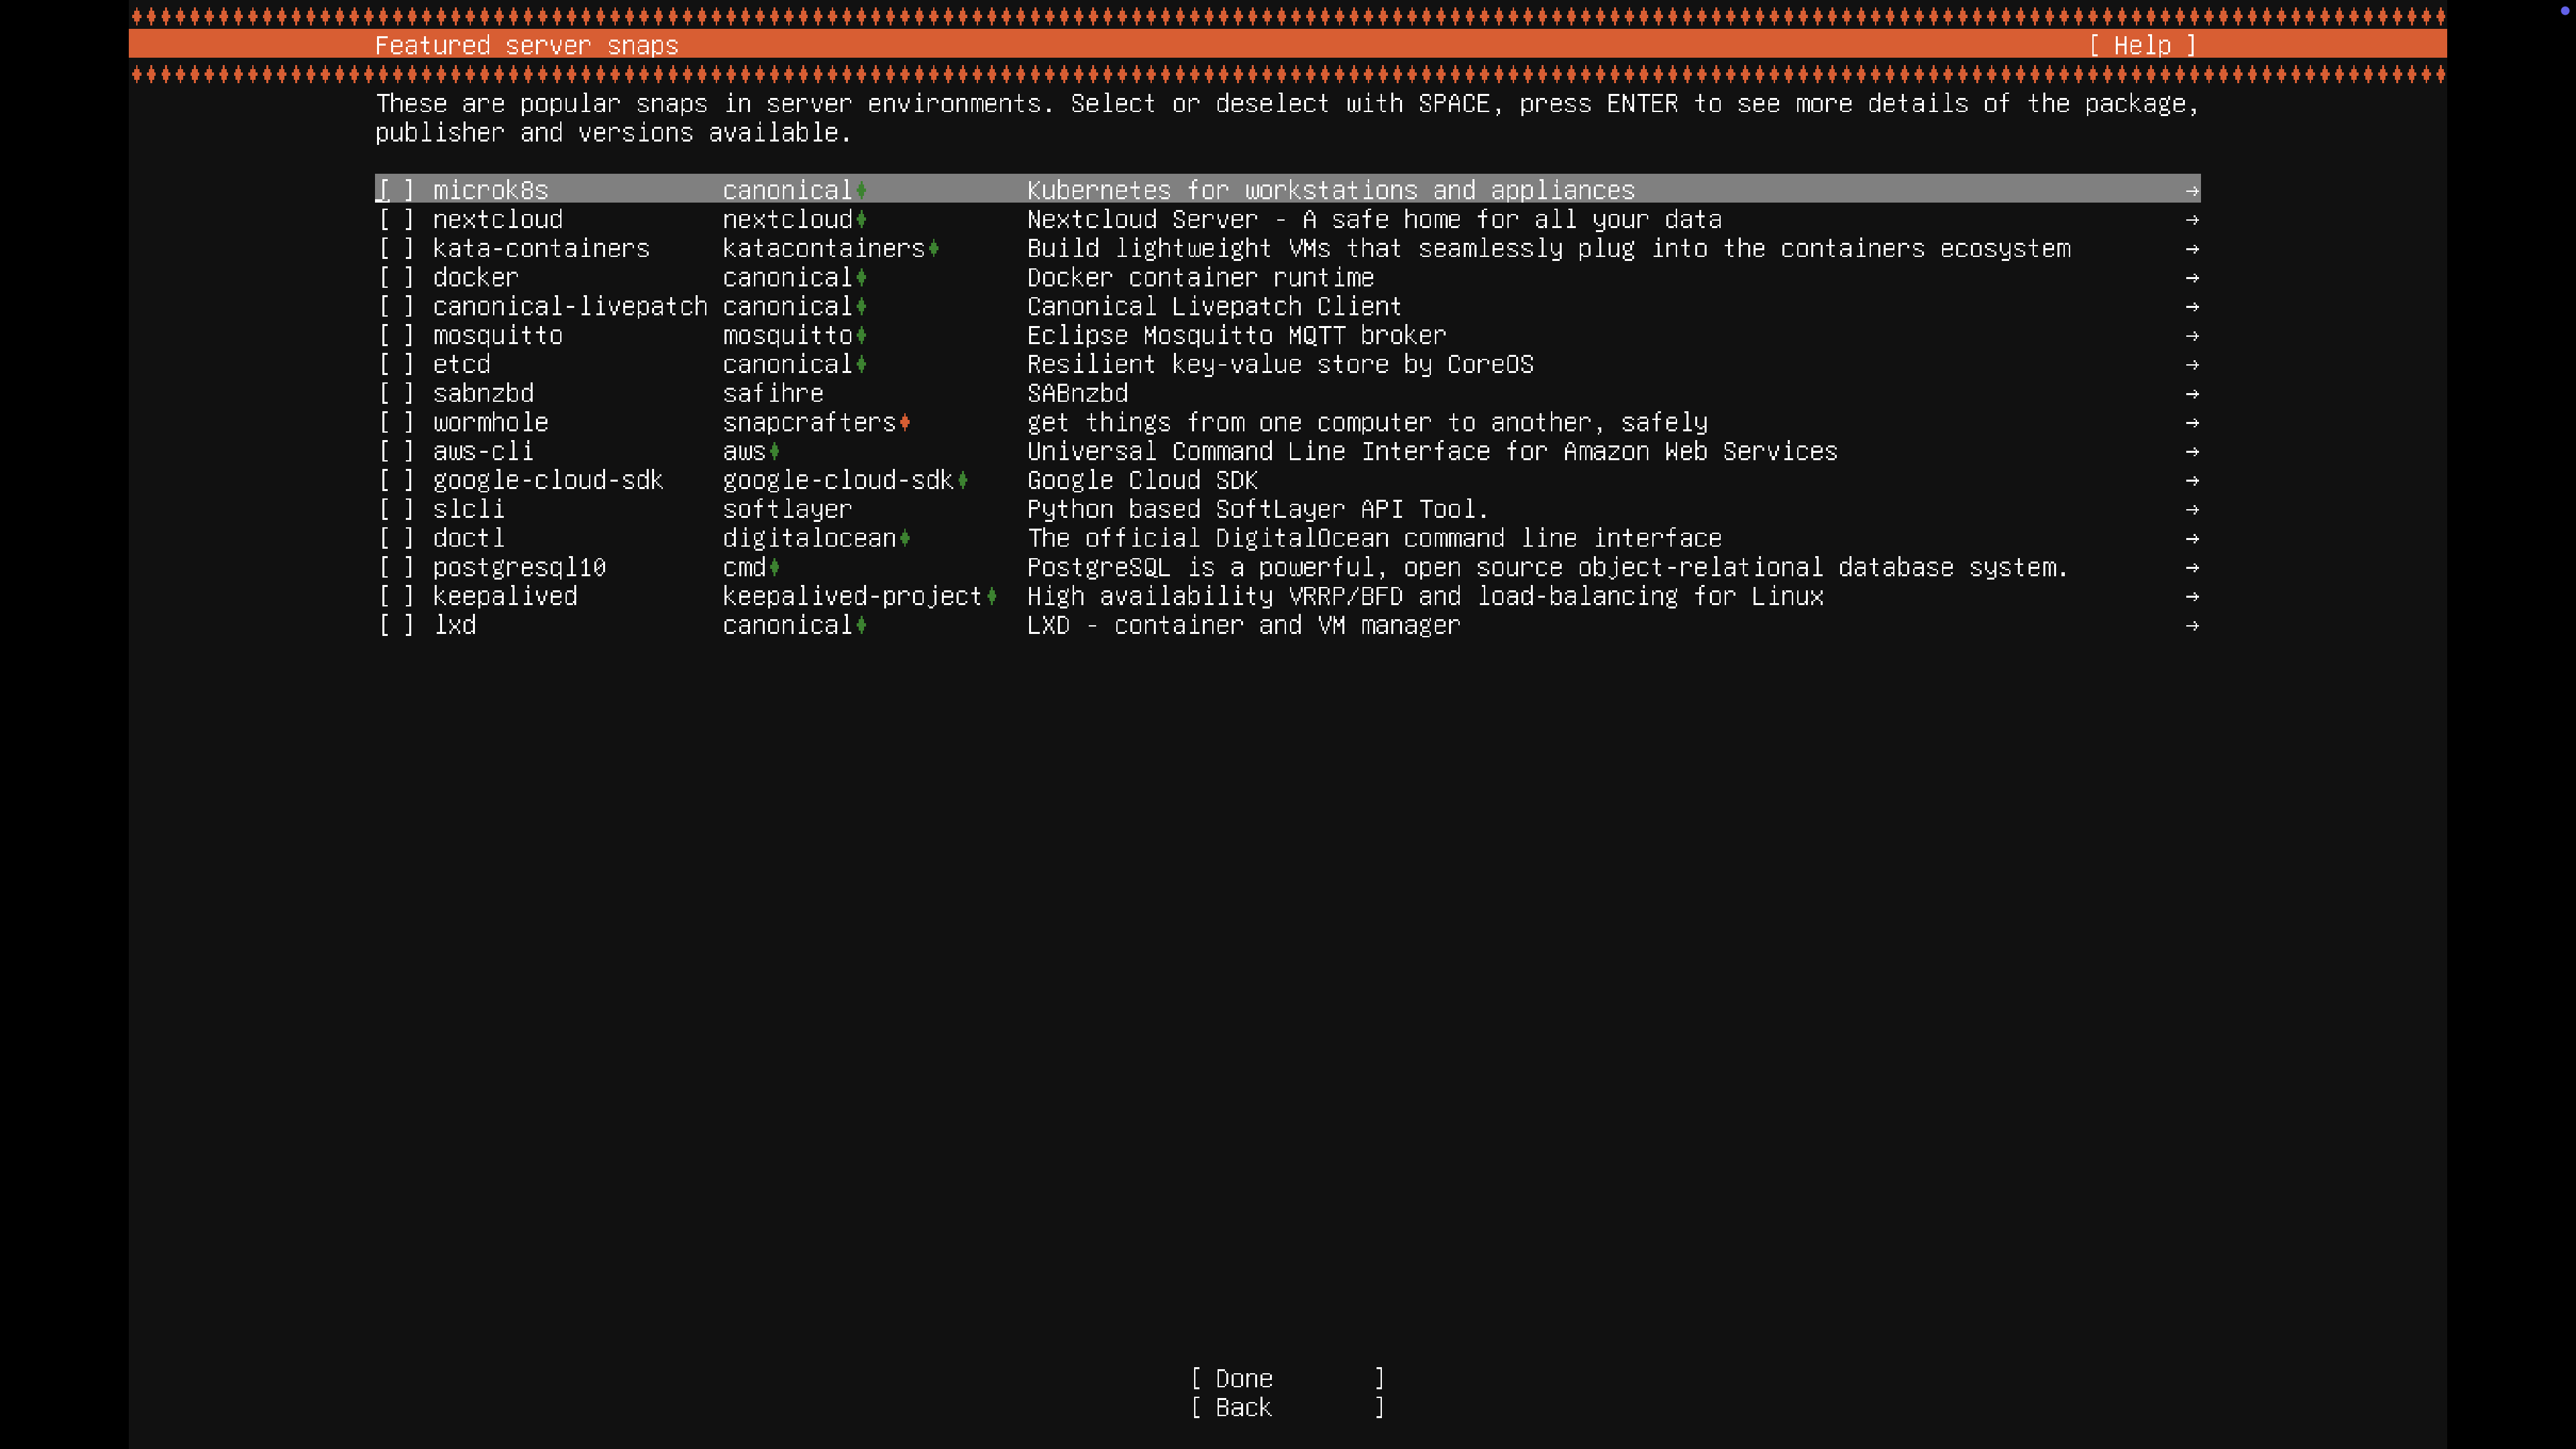 Featured server snaps [ Help ]
These are popular snaps in server environments. Select or deselect with SPACE, press ENTER to see more details of the package,
publisher and versions available.
[ ] microk8s canonical Kubernetes for workstations and appliances →
[ ] nextcloud nextcloud Nextcloud Server - A safe home for all your data →
[ ] kata-containers katacontainers Build lightweight VMs that seamlessly plug into the containers ecosystem →
[ ] docker canonical Docker container runtime →
[ ] canonical-livepatch canonical Canonical Livepatch Client →
[ ] mosquitto mosquitto Eclipse Mosquitto MQTT broker →
[ ] etcd canonical Resilient key-value store by CoreOS →
[ ] sabnzbd safihre SABnzbd →
[ ] wormhole snapcrafters get things from one computer to another, safely →
[ ] aws-cli aws Universal Command Line Interface for Amazon Web Services →
[ ] google-cloud-sdk google-cloud-sdk Google Cloud SDK →
[ ] slcli softlayer Python based SoftLayer API Tool. →
[ ] doctl digitalocean The official DigitalOcean command line interface →
[ ] postgresql10 cmd PostgreSQL is a powerful, open source object-relational database system. →
[ ] keepalived keepalived-project High availability VRRP/BFD and load-balancing for Linux →
[ ] lxd canonical LXD - container and VM manager →
[ Done ]
[ Back ]